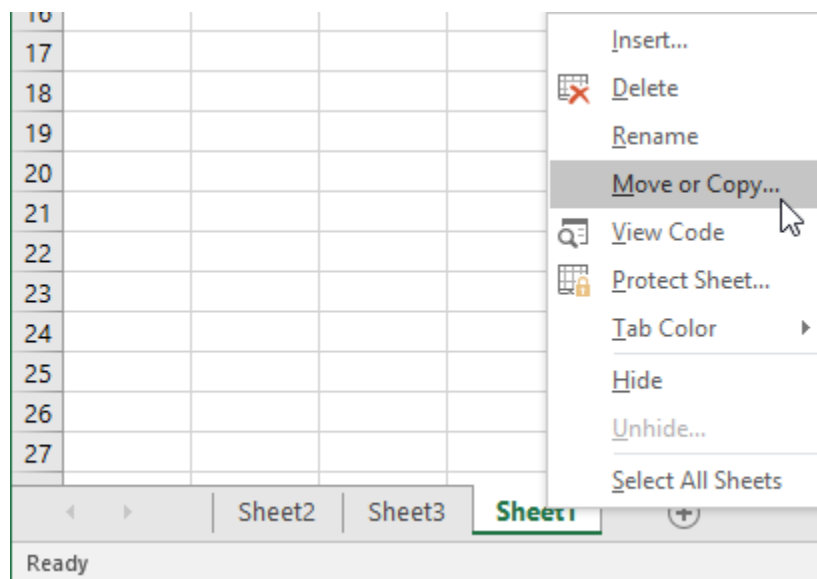 16
17
18
19
20
21
22
23
24
25
26
27
Insert...
Delete
Rename
Move or Copy...
View Code
Protect Sheet...
Tab Color
Hide
Unhide...
Select All Sheets
Sheet2 Sheet3 Sheet1
Ready